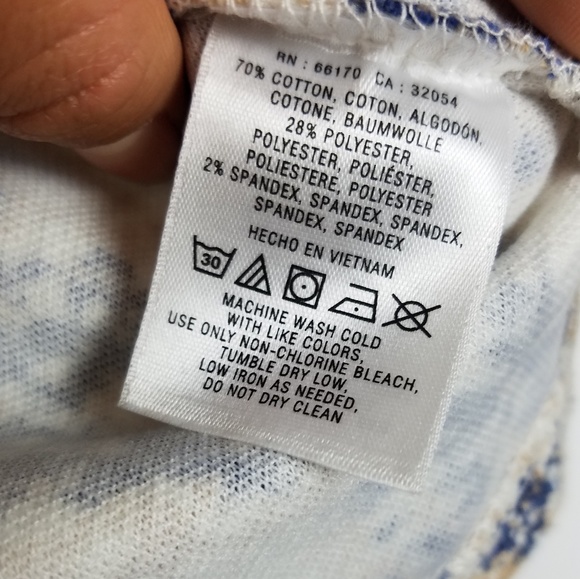 RN : 66170 CA : 32054
70% COTTON, COTON, ALGODÓN,
COTONE, BAUMWOLLE
28% POLYESTER,
POLYESTER, POLIÉSTER,
POLIESTERE, POLYESTER
2% SPANDEX, SPANDEX, SPANDEX,
SPANDEX, SPANDEX
HECHO EN VIETNAM
30
MACHINE WASH COLD
WITH LIKE COLORS,
USE ONLY NON-CHLORINE BLEACH,
TUMBLE DRY LOW,
LOW IRON AS NEEDED,
DO NOT DRY CLEAN